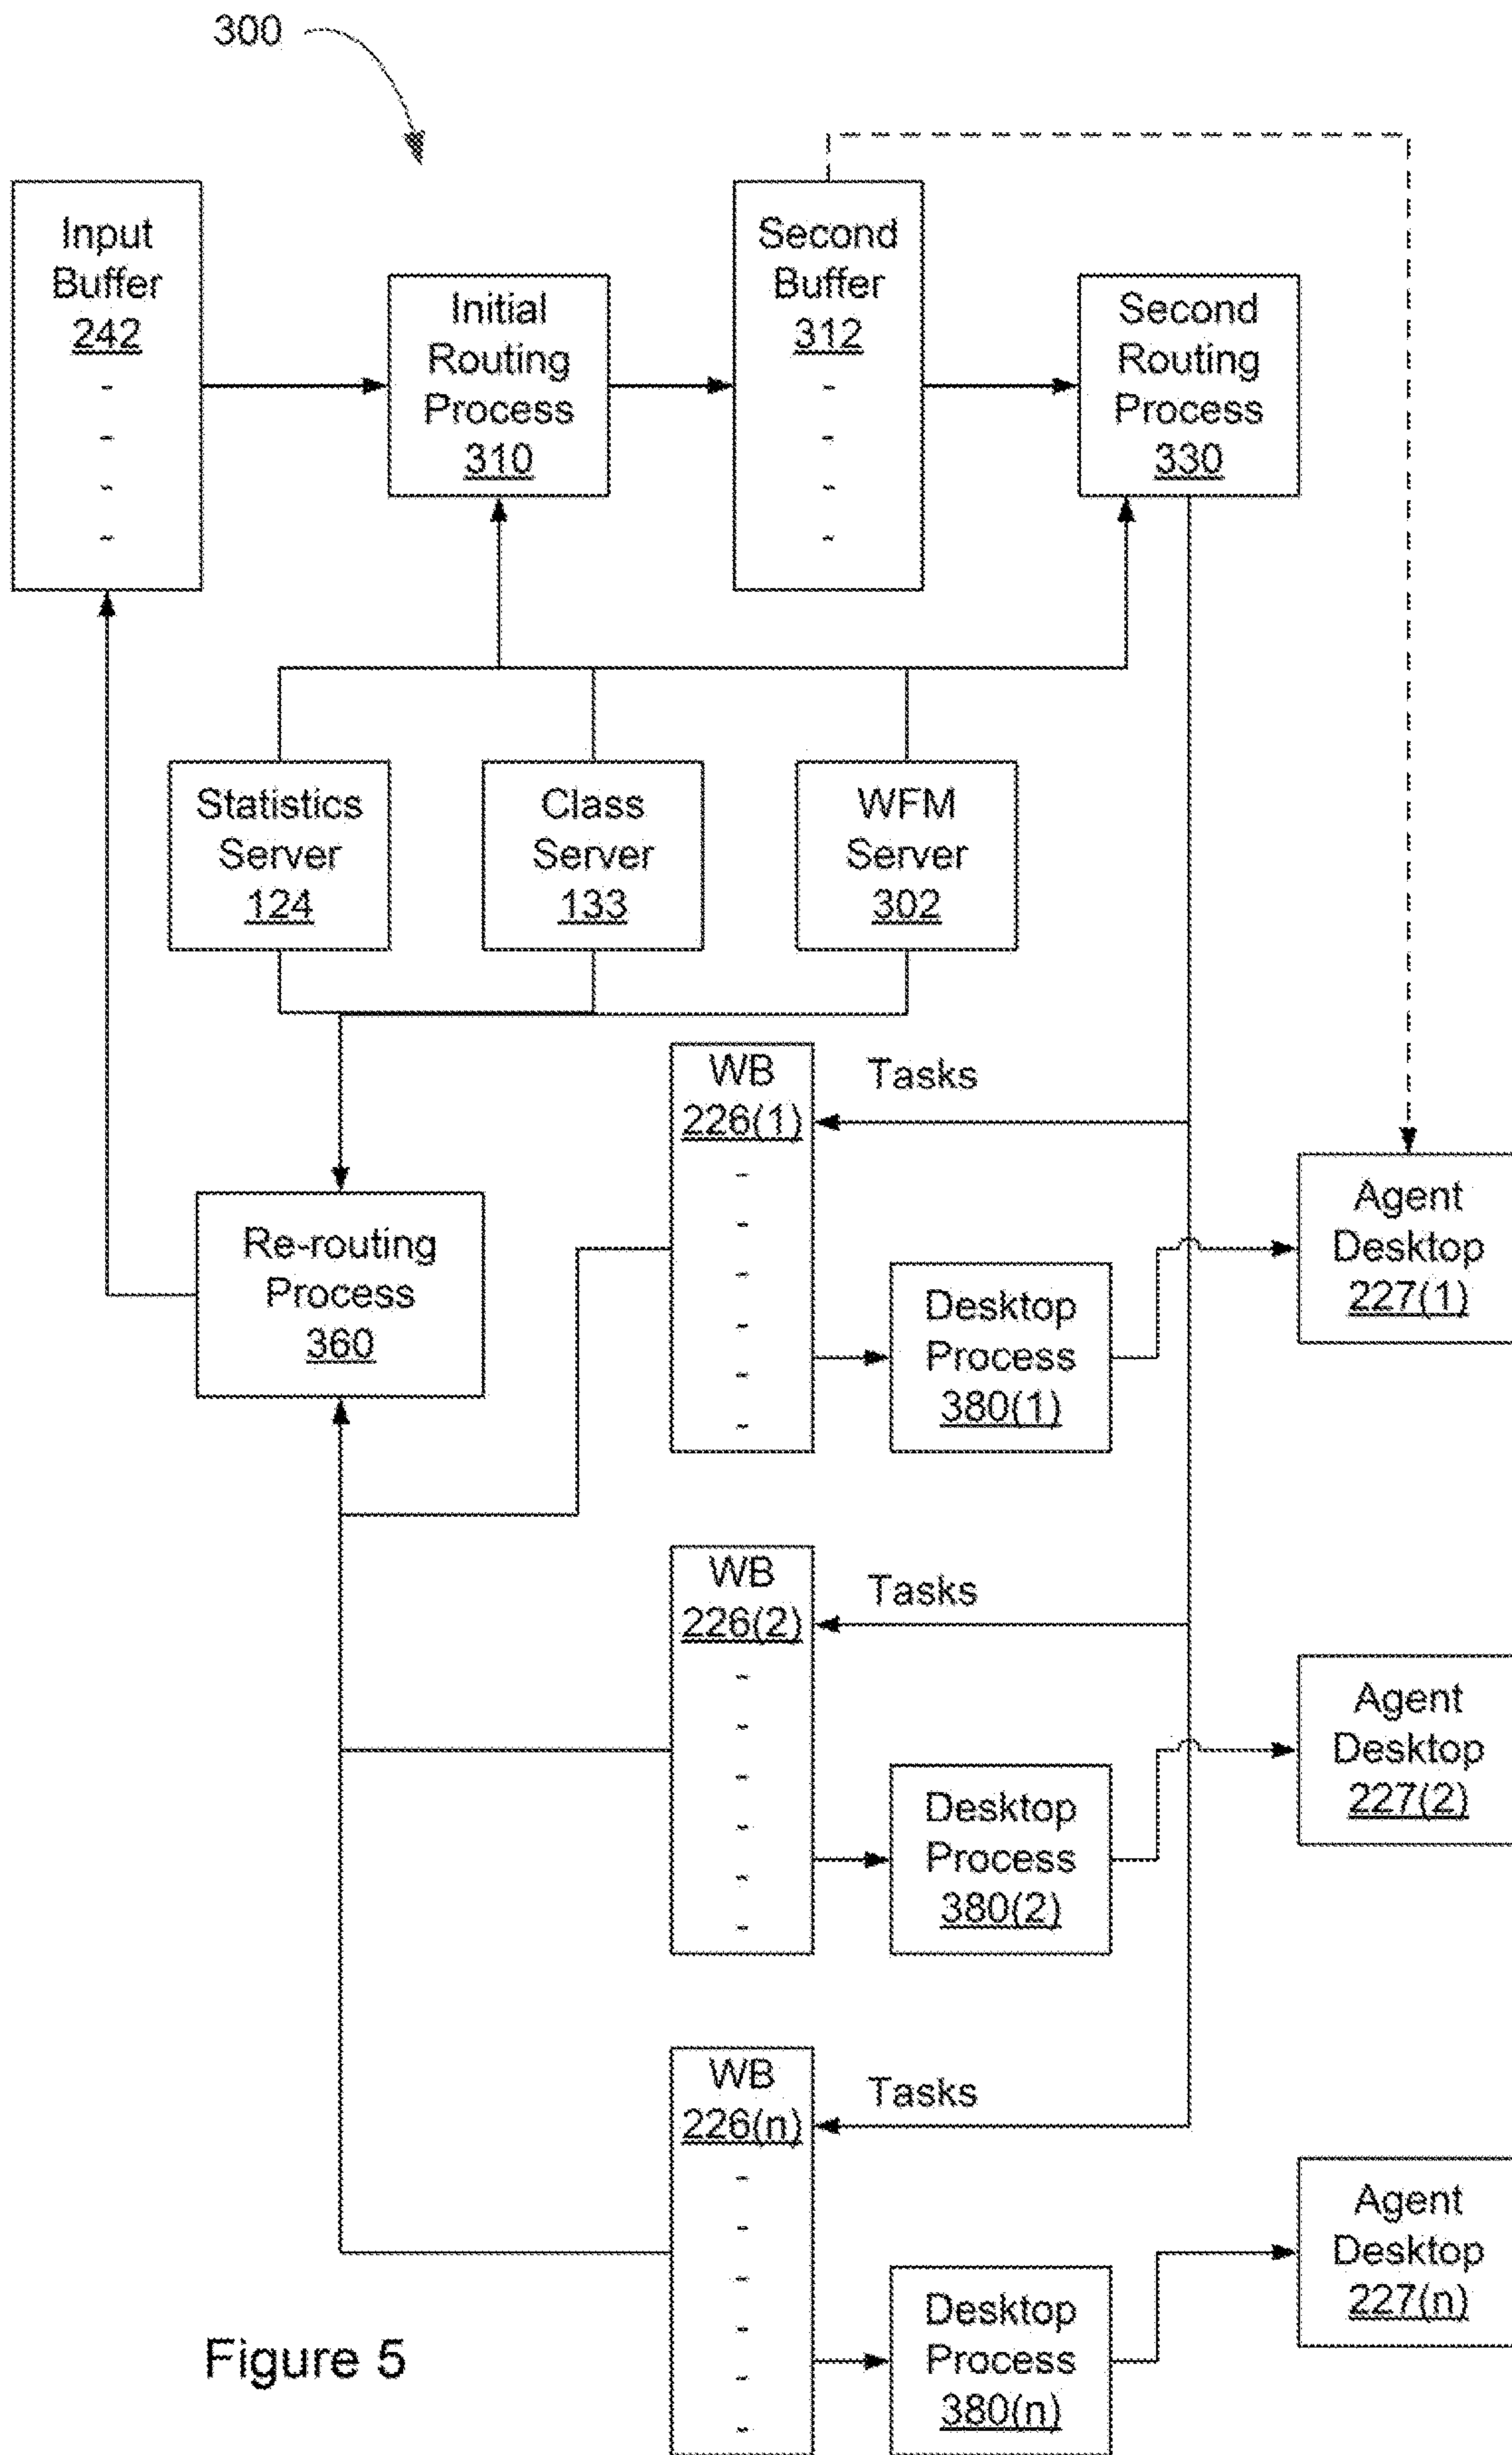 300
Input
Buffer
242
Initial
Routing
Process
310
Second
Buffer
312
Second
Routing
Process
330
Statistics
Server
124
Class
Server
133
WFM
Server
302
Re-routing
Process
360
WB
226(1)
Tasks
Desktop
Process
380(1)
Agent
Desktop
227(1)
WB
226(2)
Tasks
Desktop
Process
380(2)
Agent
Desktop
227(2)
WB
226(n)
Tasks
Desktop
Process
380(n)
Agent
Desktop
227(n)
Figure 5